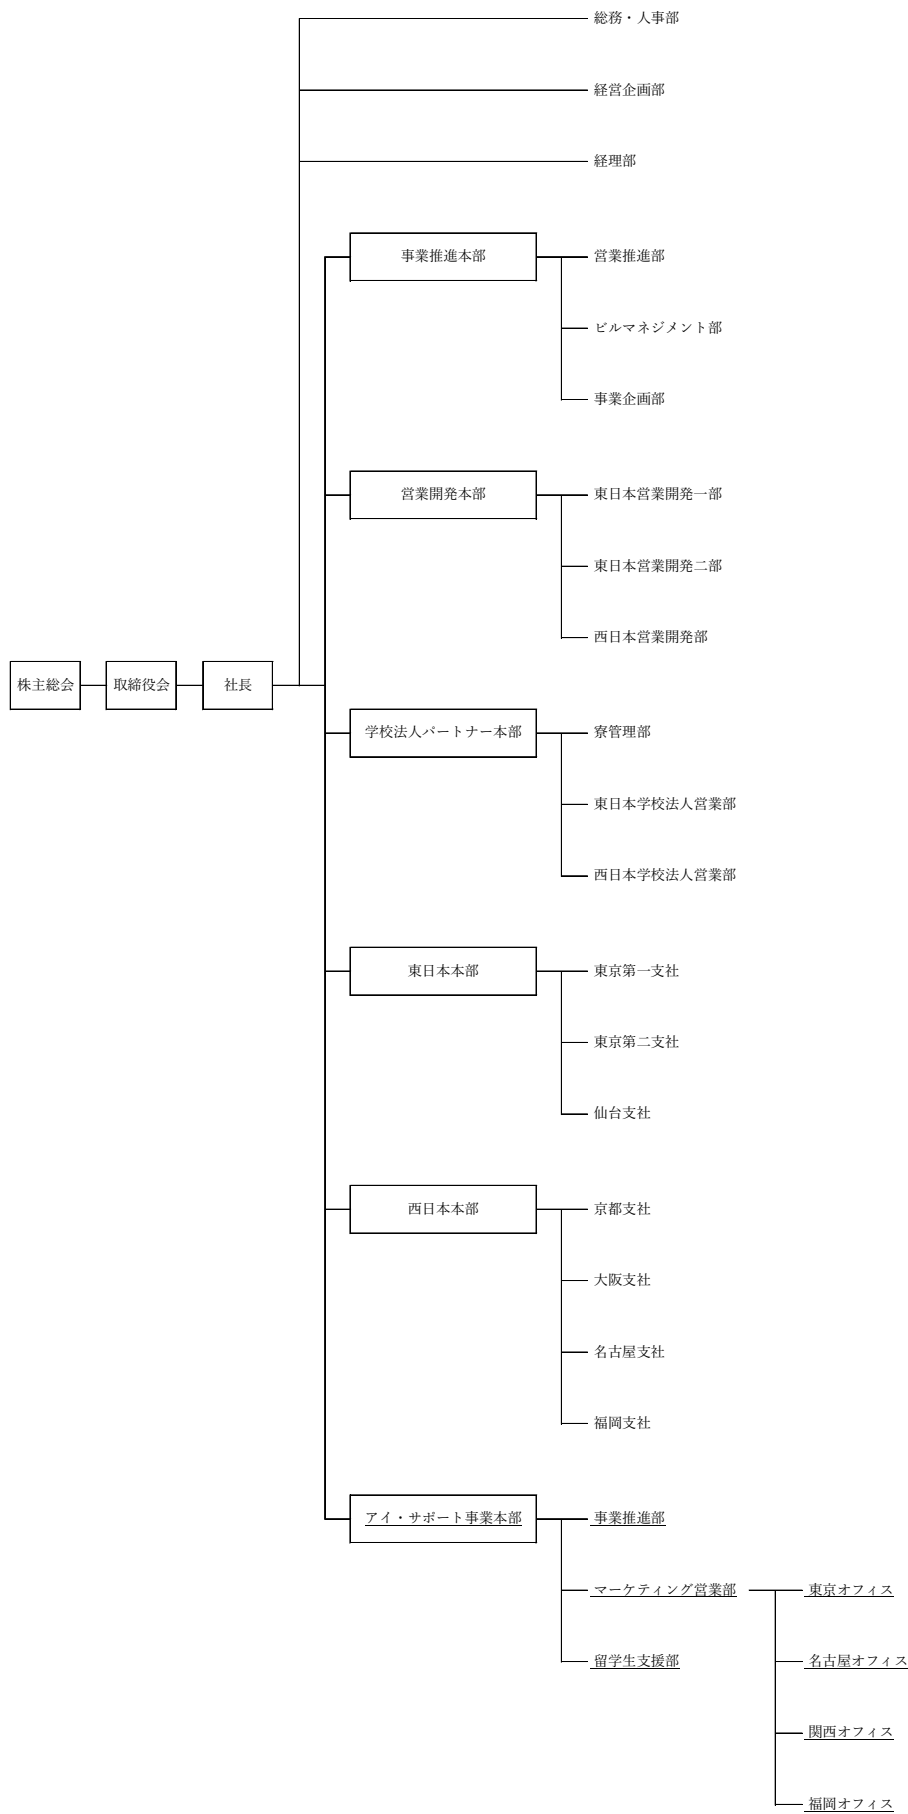 総務・人事部
経営企画部
経理部
事業推進本部
営業推進部
ビルマネジメント部
事業企画部
営業開発本部
東日本営業開発一部
東日本営業開発二部
西日本営業開発部
株主総会
取締役会
社長
学校法人パートナー本部
寮管理部
東日本学校法人営業部
西日本学校法人営業部
東日本本部
東京第一支社
東京第二支社
仙台支社
西日本本部
京都支社
大阪支社
名古屋支社
福岡支社
アイ・サポート事業本部
事業推進部
マーケティング営業部
東京オフィス
留学生支援部
名古屋オフィス
関西オフィス
福岡オフィス